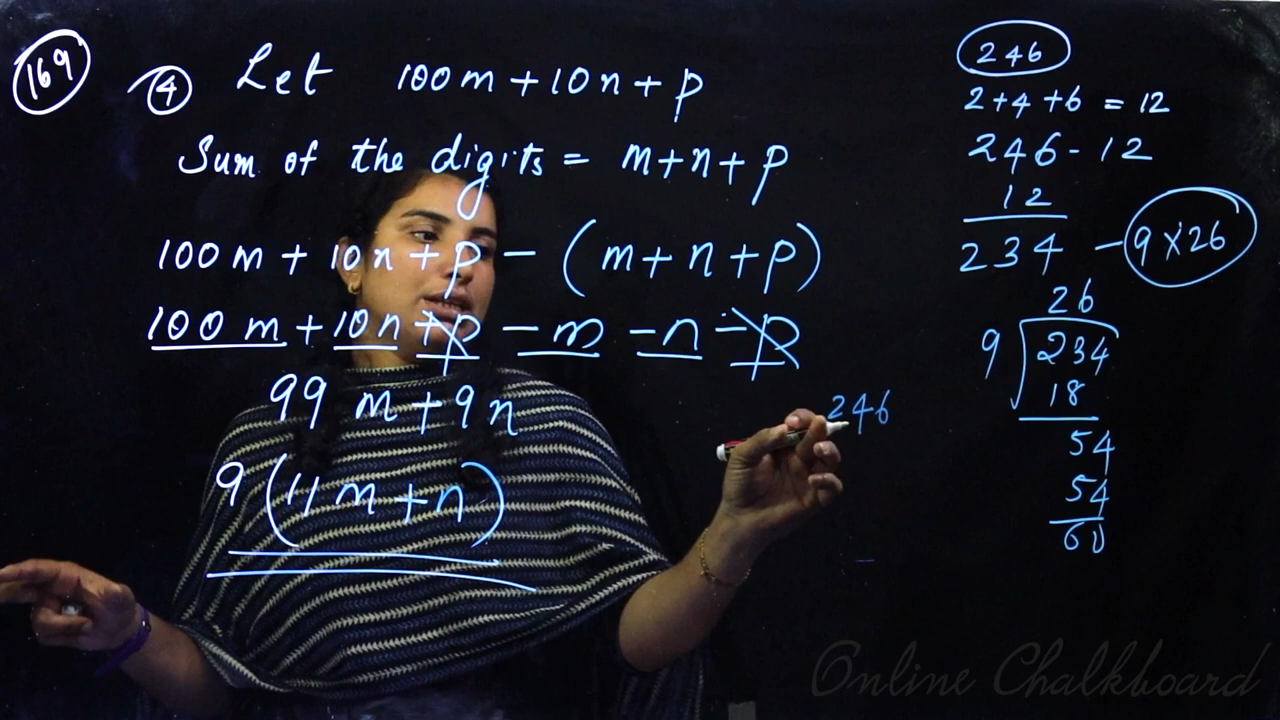 169
4 Let 100m+10n+p
Sum of the digits = m+n+p
100m + 10n + p - (m+n+p)
100m + 10n + p - m - n - p
99m+9n
9(11m+n)
246
246
2+4+6 = 12
246-12
12
234 - 9×26
26
9 234
18
54
54
00
Online Chalkboard